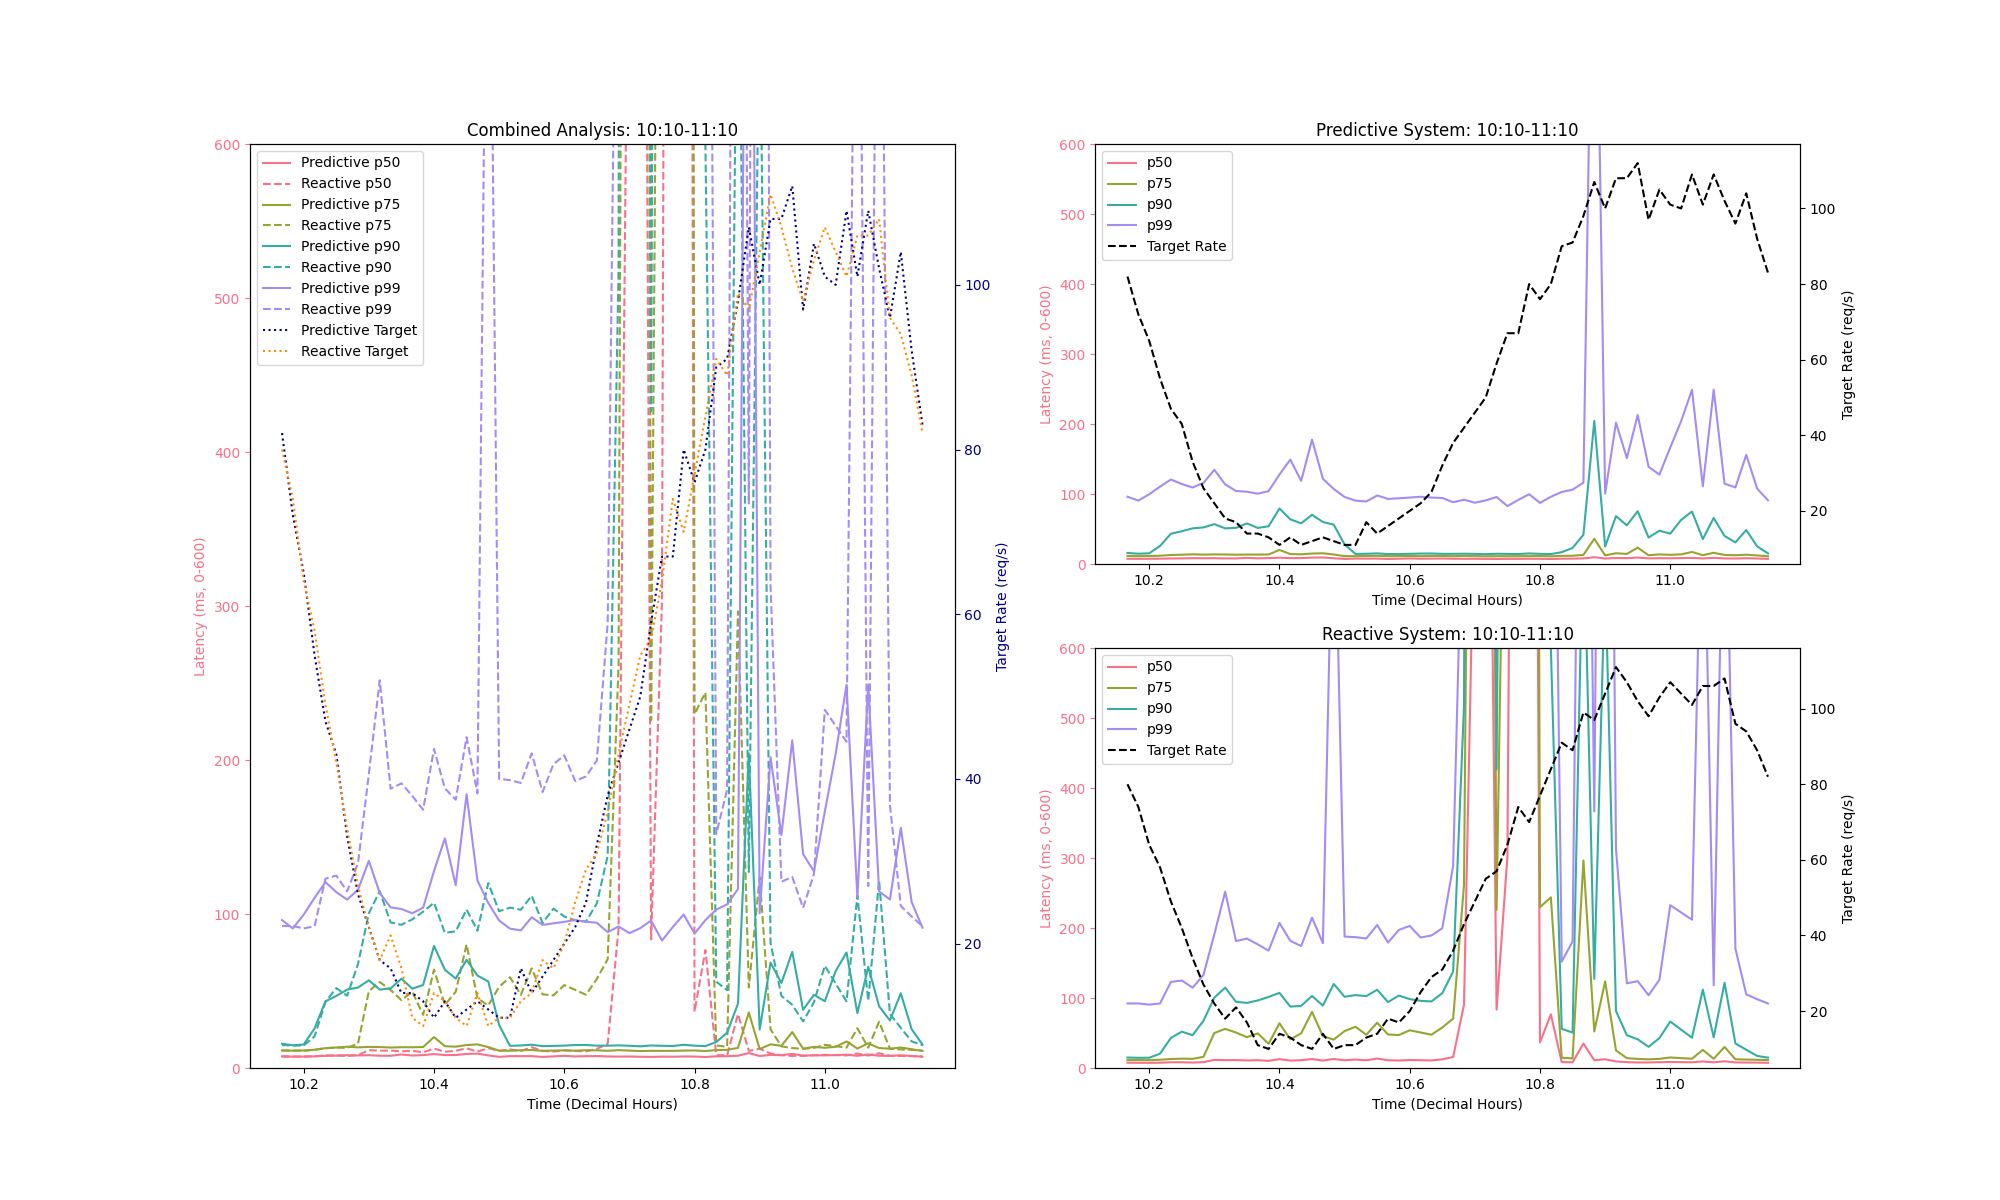 Combined Analysis: 10:10-11:10
Predictive p50
Reactive p50
Predictive p75
Reactive p75
Predictive p90
Reactive p90
Predictive p99
Reactive p99
Predictive Target
Reactive Target
600
500
400
300
200
100
0
Latency (ms, 0-600)
100
80
60
40
20
Target Rate (req/s)
10.2 10.4 10.6 10.8 11.0
Time (Decimal Hours)
Predictive System: 10:10-11:10
p50
p75
p90
p99
Target Rate
600
500
400
300
200
100
0
Latency (ms, 0-600)
100
80
60
40
20
Target Rate (req/s)
10.2 10.4 10.6 10.8 11.0
Time (Decimal Hours)
Reactive System: 10:10-11:10
p50
p75
p90
p99
Target Rate
600
500
400
300
200
100
0
Latency (ms, 0-600)
100
80
60
40
20
Target Rate (req/s)
10.2 10.4 10.6 10.8 11.0
Time (Decimal Hours)